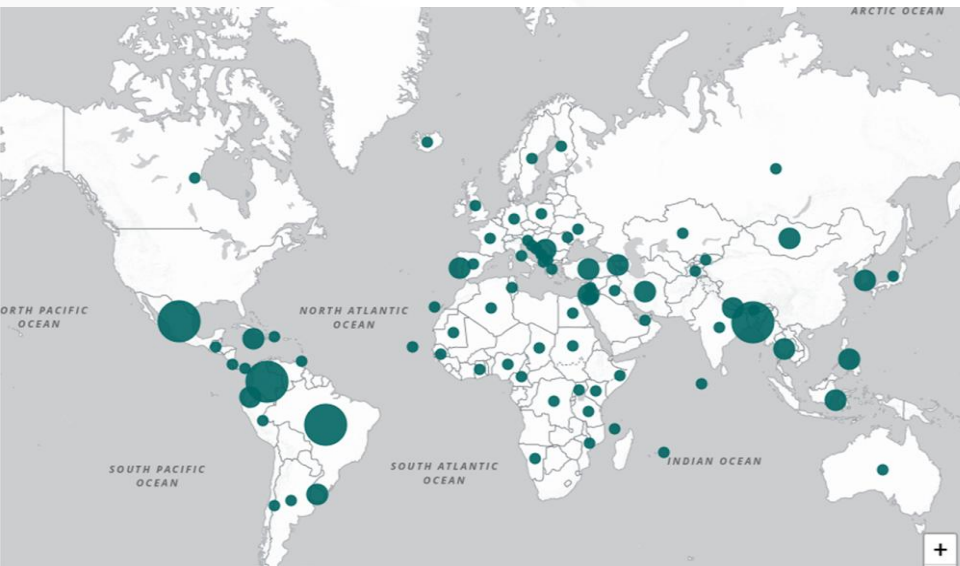 ARCTIC OCEAN
ORTH PACIFIC
OCEAN
NORTH ATLANTIC
OCEAN
SOUTH PACIFIC
OCEAN
SOUTH ATLANTIC
OCEAN
INDIAN OCEAN
+